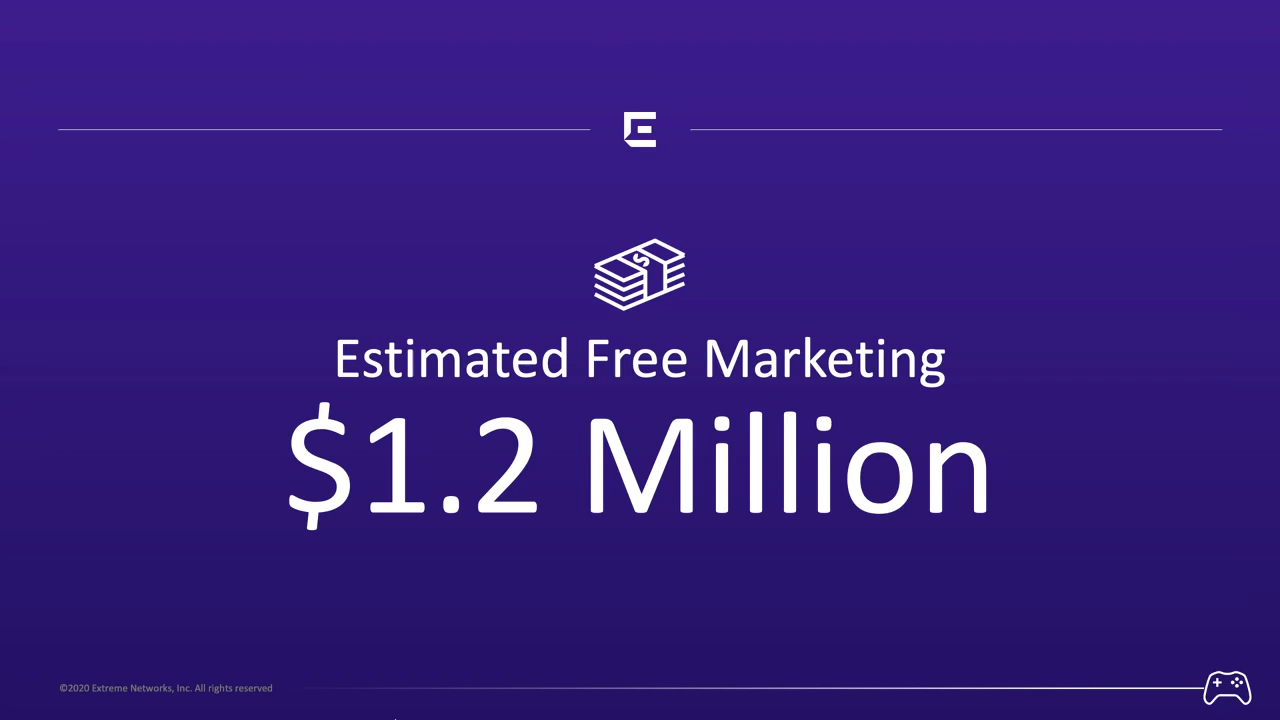 Estimated Free Marketing
$1.2 Million
©2020 Extreme Networks, Inc. All rights reserved